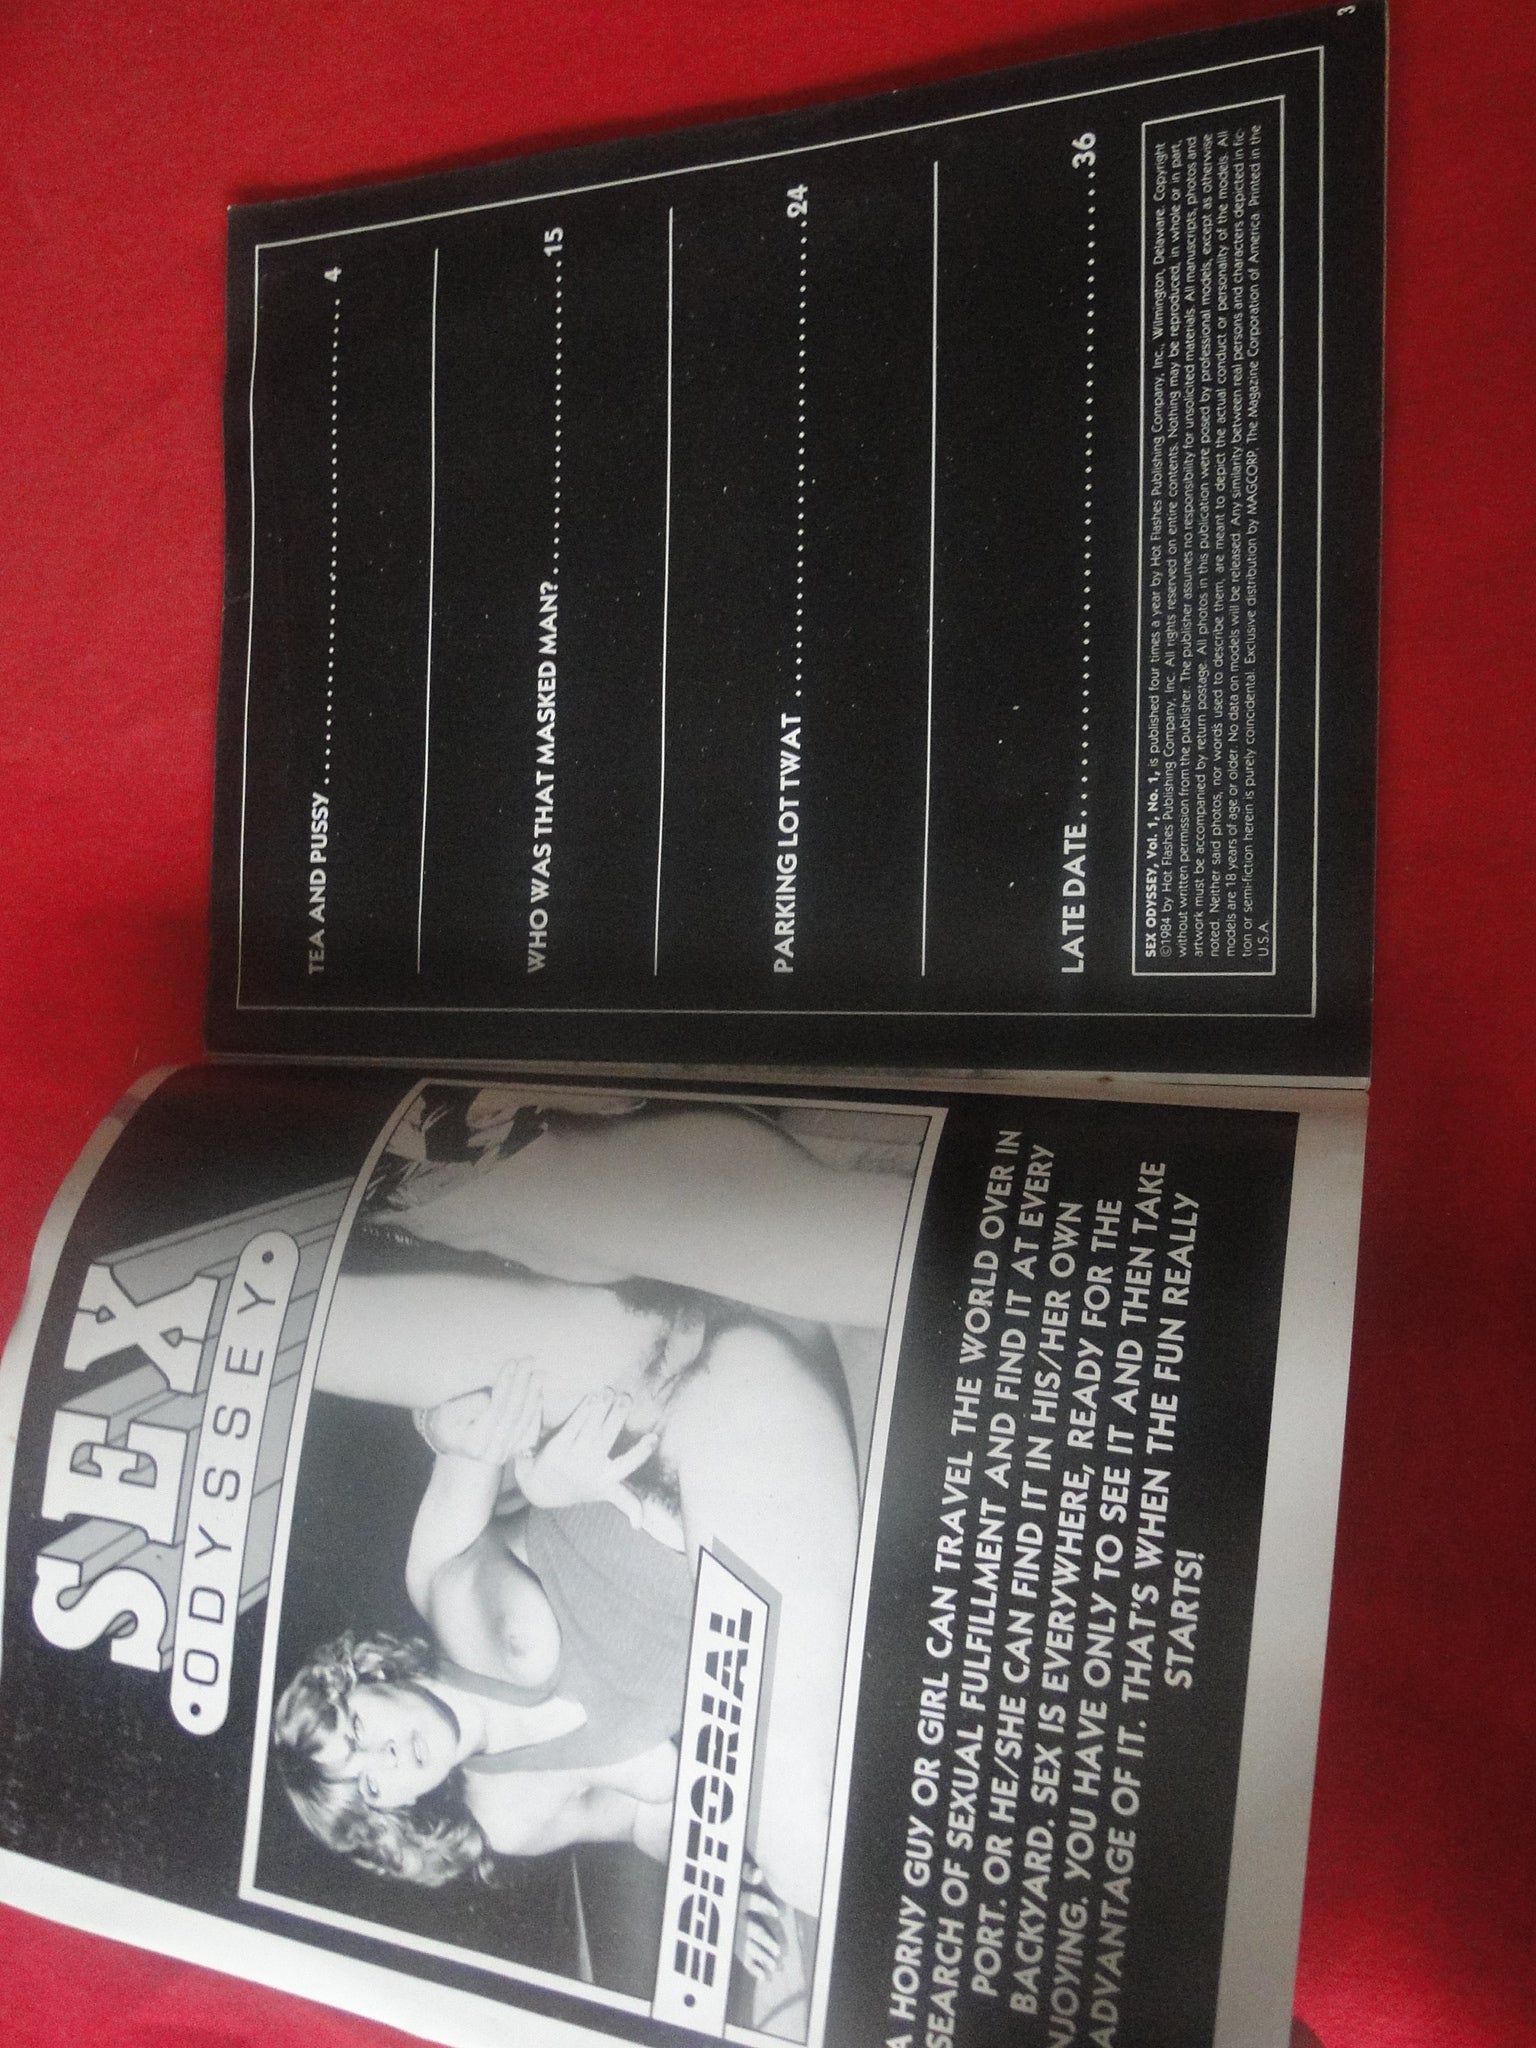 SEX
•ODYSSEY•
•EDITORIAL
A HORNY GUY OR GIRL CAN TRAVEL THE WORLD OVER IN
SEARCH OF SEXUAL FULFILLMENT AND FIND IT AT EVERY
PORT. OR HE/SHE CAN FIND IT IN HIS/HER OWN
BACKYARD. SEX IS EVERYWHERE, READY FOR THE
NJOYING. YOU HAVE ONLY TO SEE IT AND THEN TAKE
ADVANTAGE OF IT. THAT'S WHEN THE FUN REALLY
STARTS!
TEA AND PUSSY 4
WHO WAS THAT MASKED MAN? 15
PARKING LOT TWAT 24
LATE DATE 36
SEX ODYSSEY, Vol. 1, No. 1, is published four times a year by Hot Flashes Publishing Company, Inc., Wilmington, Delaware. Copyright
©1984 by Hot Flashes Publishing Company, Inc. All rights reserved on entire contents. Nothing may be reproduced, in whole or in part,
without written permission from the publisher. The publisher assumes no responsibility for unsolicited materials. All manuscripts, photos and
artwork must be accompanied by return postage. All photos in this publication were posed by professional models, except as otherwise
noted. Neither said photos, nor words used to describe them, are meant to depict the actual conduct or personality of the models. All
models are 18 years of age or older. No data on models will be released. Any similarity between real persons and characters depicted in fic-
tion or semi-fiction herein is purely coincidental. Exclusive distribution by MAGCORP, The Magazine Corporation of America. Printed in the
U.S.A.
3